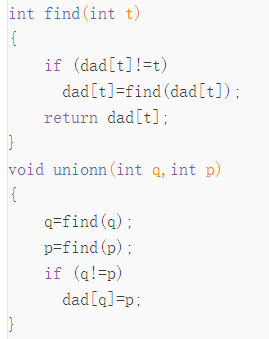 int find(int t)
{
    if (dad[t]!=t)
      dad[t]=find(dad[t]);
    return dad[t];
}
void unionn(int q,int p)
{
    q=find(q);
    p=find(p);
    if (q!=p)
      dad[q]=p;
}